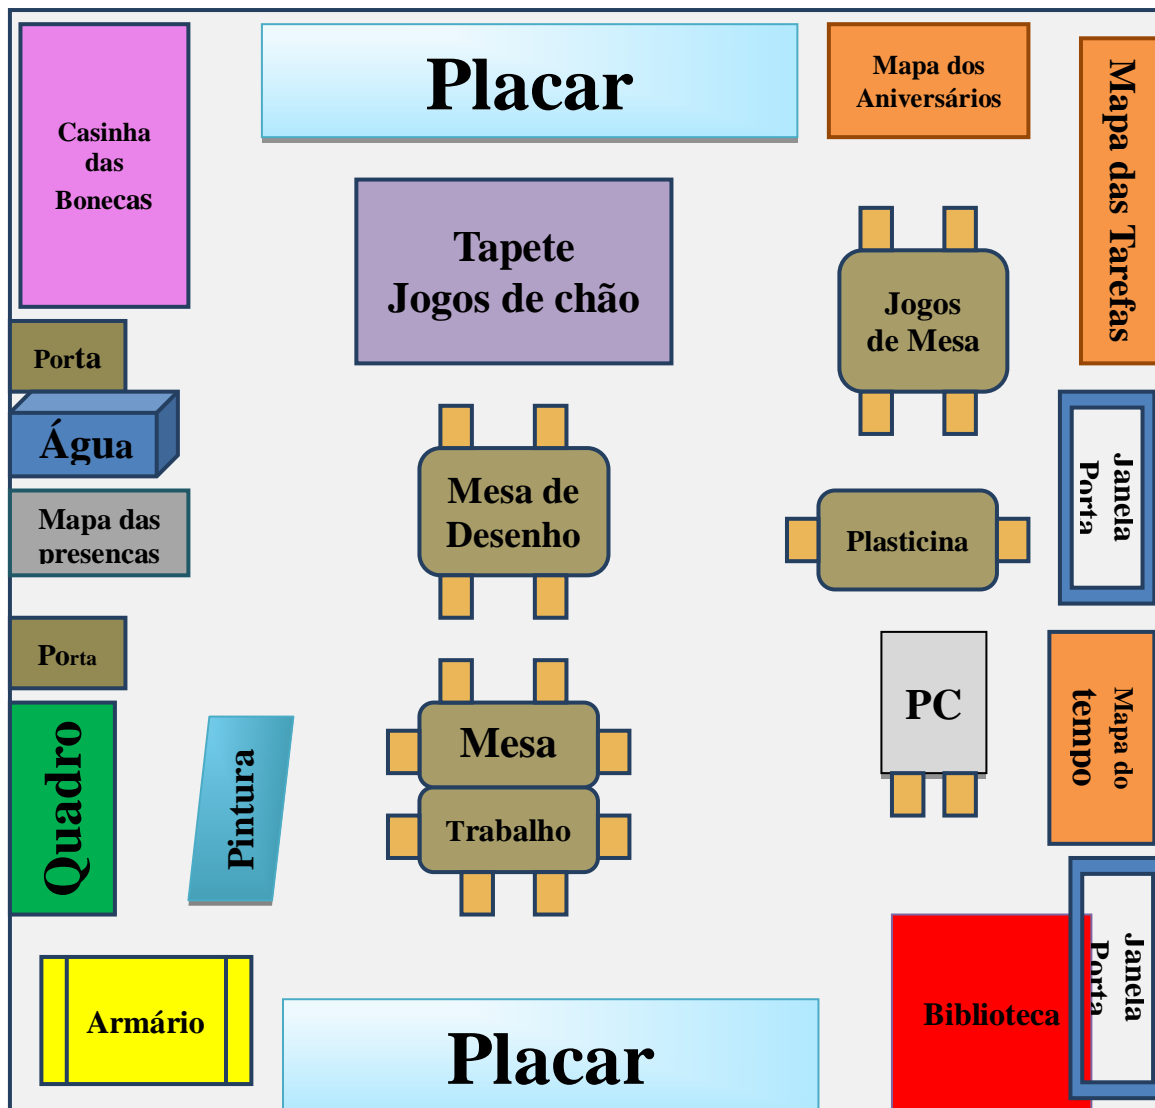 Placar
Mapa dos
Aniversários
Mapa das Tarefas
Casinha
das
Bonecas
Tapete
Jogos de chão
Jogos
de Mesa
Porta
Água
Mapa das
presenças
Mesa de
Desenho
Plasticina
Janela
Porta
Porta
Mesa
Trabalho
PC
Mapa do
tempo
Quadro
Pintura
Armário
Placar
Biblioteca
Janela
Porta